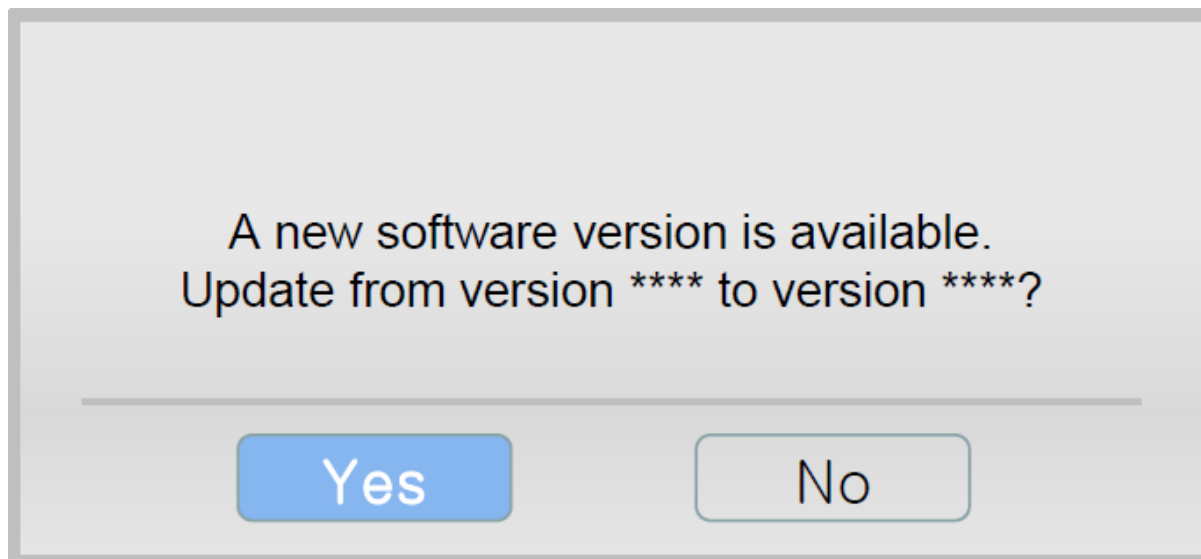 A new software version is available.
Update from version **** to version ****?
Yes
No